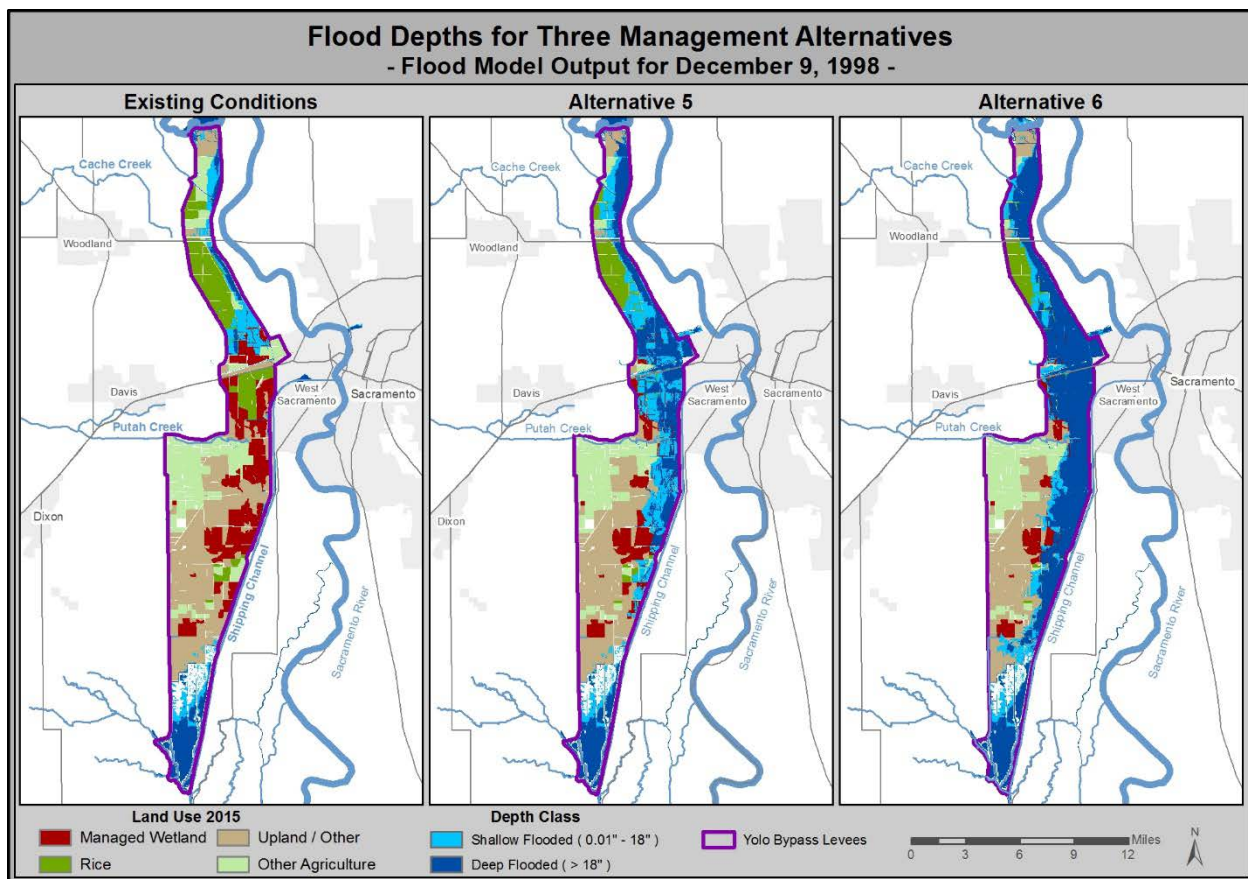 Flood Depths for Three Management Alternatives
- Flood Model Output for December 9, 1998 -
Existing Conditions
Cache Creek
Woodland
Davis
West
Sacramento
Sacramento
Putah Creek
Dixon
Shipping Channel
Sacramento River
Alternative 5
Cache Creek
Woodland
Davis
West
Sacramento
Sacramento
Putah Creek
Dixon
Shipping Channel
Sacramento River
Alternative 6
Cache Creek
Woodland
Davis
West
Sacramento
Sacramento
Putah Creek
Dixon
Shipping Channel
Sacramento River
Land Use 2015
Managed Wetland
Upland / Other
Rice
Other Agriculture
Depth Class
Shallow Flooded ( 0.01" - 18" )
Deep Flooded ( > 18" )
Yolo Bypass Levees
Miles
0 3 6 9 12
N